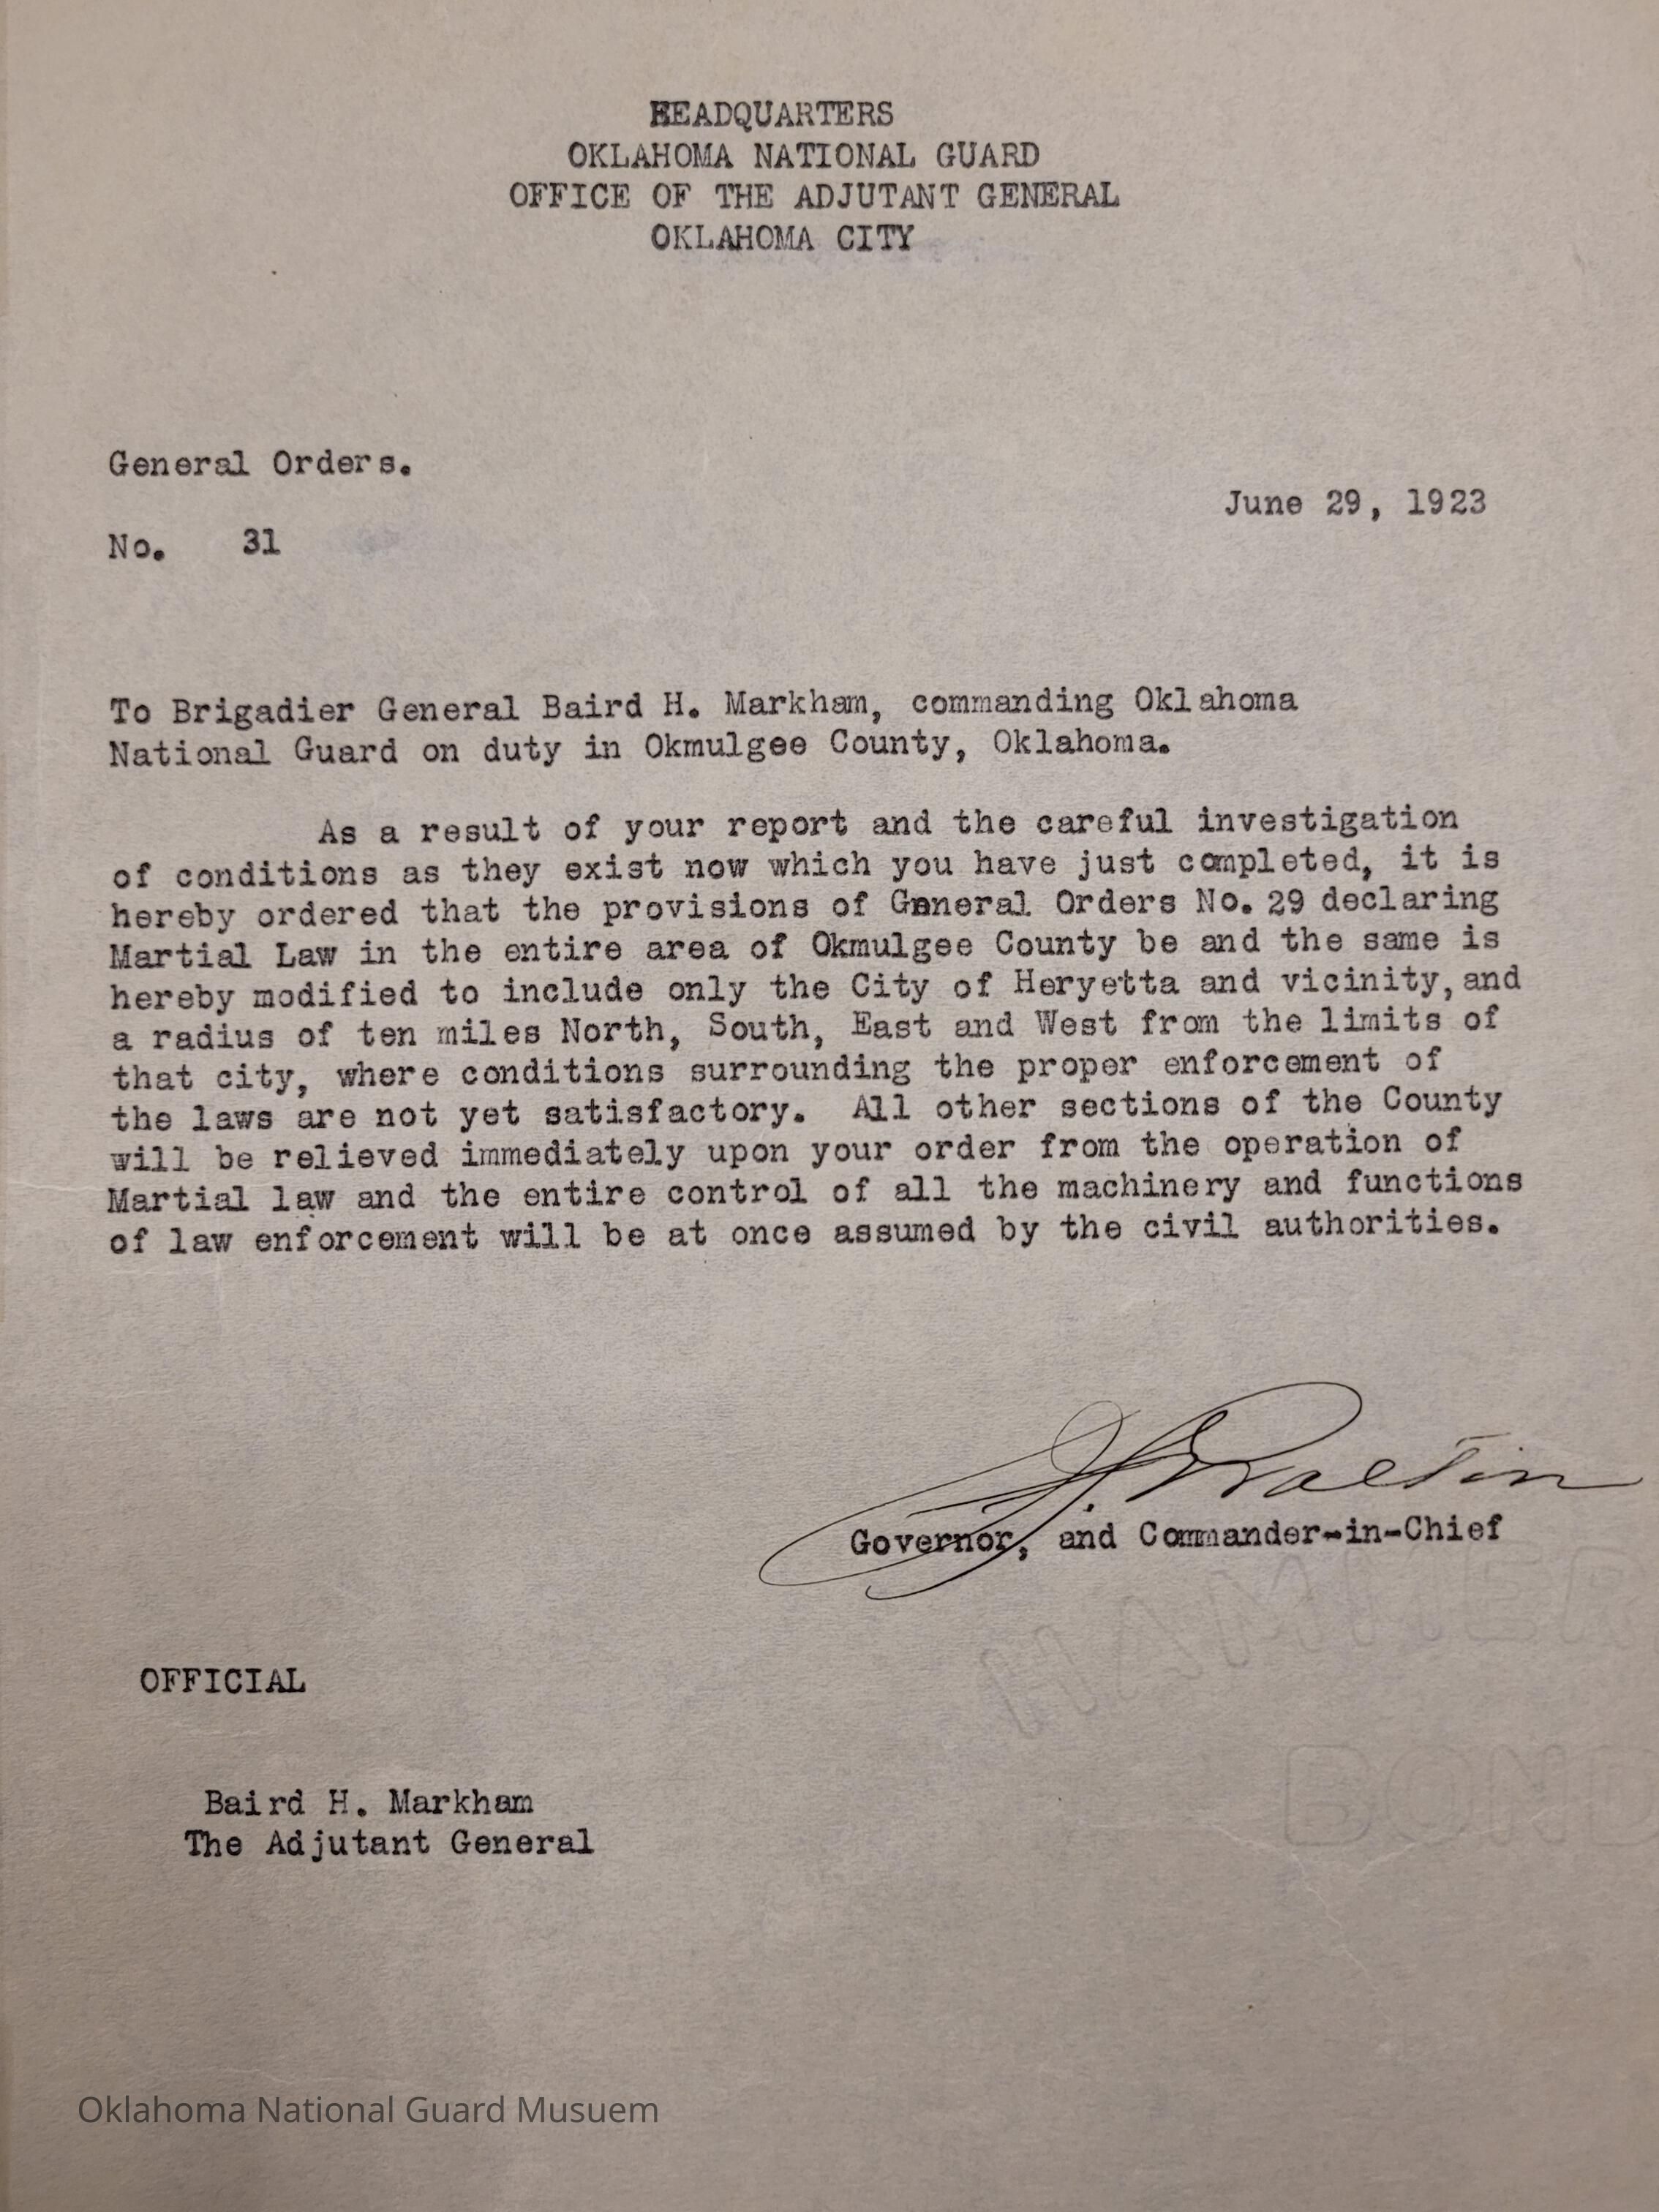 HEADQUARTERS
OKLAHOMA NATIONAL GUARD
OFFICE OF THE ADJUTANT GENERAL
OKLAHOMA CITY
General Orders.
June 29, 1923
No. 31
To Brigadier General Baird H. Markham, commanding Oklahoma
National Guard on duty in Okmulgee County, Oklahoma.
As a result of your report and the careful investigation
of conditions as they exist now which you have just completed, it is
hereby ordered that the provisions of General Orders No. 29 declaring
Martial Law in the entire area of Okmulgee County be and the same is
hereby modified to include only the City of Heryetta and vicinity, and
a radius of ten miles North, South, East and West from the limits of
that city, where conditions surrounding the proper enforcement of
the laws are not yet satisfactory. All other sections of the County
will be relieved immediately upon your order from the operation of
Martial law and the entire control of all the machinery and functions
of law enforcement will be at once assumed by the civil authorities.
J. Walton
Governor, and Commander-in-Chief
OFFICIAL
Baird H. Markham
The Adjutant General
BOND
Oklahoma National Guard Musuem